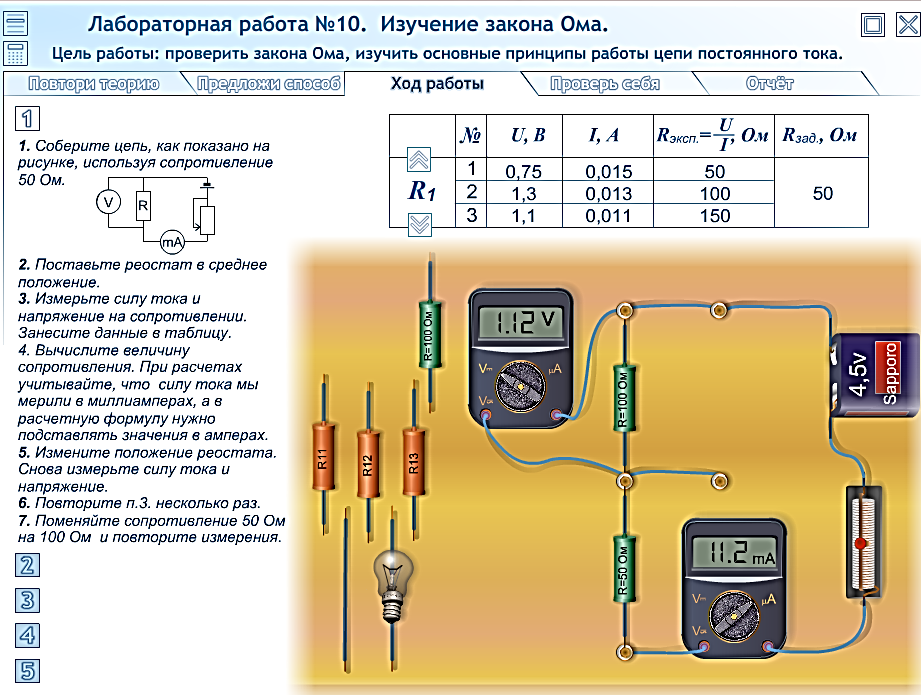 Лабораторная работа №10. Изучение закона Ома.
Цель работы: проверить закона Ома, изучить основные принципы работы цепи постоянного тока.
Повтори теорию Предложи способ Ход работы Проверь себя Отчёт
1
1. Соберите цепь, как показано на
рисунке, используя сопротивление
50 Ом.
V R mA
2. Поставьте реостат в среднее
положение.
3. Измерьте силу тока и
напряжение на сопротивлении.
Занесите данные в таблицу.
4. Вычислите величину
сопротивления. При расчетах
учитывайте, что силу тока мы
мерили в миллиамперах, а в
расчетную формулу нужно
подставлять значения в амперах.
5. Измените положение реостата.
Снова измерьте силу тока и
напряжение.
6. Повторите п.3. несколько раз.
7. Поменяйте сопротивление 50 Ом
на 100 Ом и повторите измерения.
2
3
4
5
№ U, В I, А Rэксп.=U/I, Ом Rзад., Ом
R1
1 0,75 0,015 50
2 1,3 0,013 100 50
3 1,1 0,011 150
R=100 Ом
1.12 V
V= μA
V∩∪
R=100 Ом
4,5v
Sapporo
R11
R12
R13
R=50 Ом
11.2 mA
V= μA
V∩∪